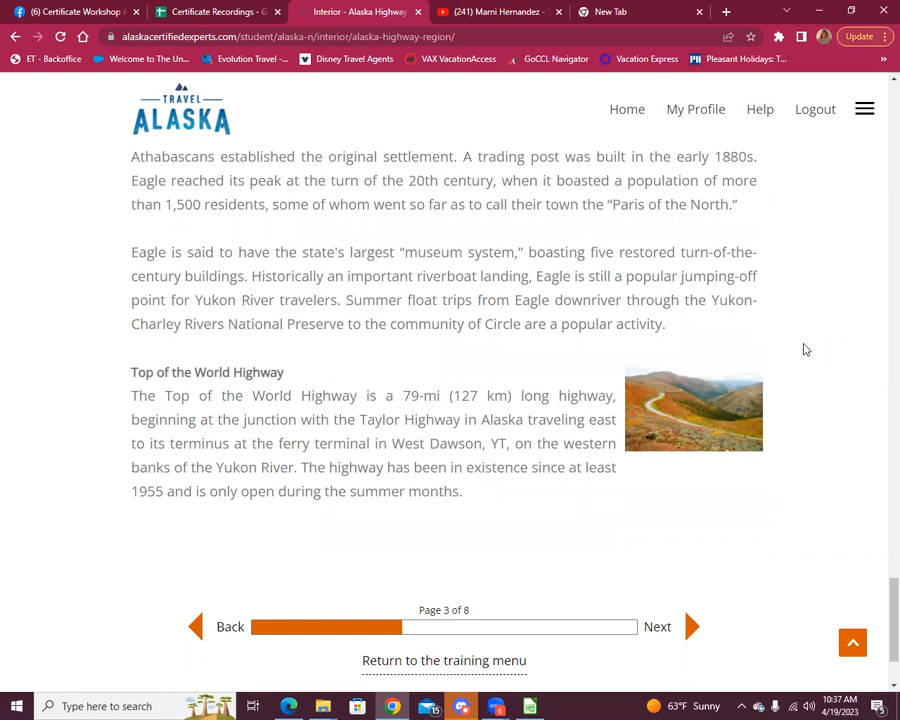 (6) Certificate Workshop A
Certificate Recordings - G
Interior - Alaska Highway
(241) Marni Hernandez -
New Tab
alaskacertifiedexperts.com/student/alaska-n/interior/alaska-highway-region/
Update
ET - Backoffice
Welcome to The Un...
Evolution Travel -...
Disney Travel Agents
VAX VacationAccess
GoCCL Navigator
Vacation Express
Pleasant Holidays: T...
TRAVEL
ALASKA
Home
My Profile
Help
Logout
Athabascans established the original settlement. A trading post was built in the early 1880s.
Eagle reached its peak at the turn of the 20th century, when it boasted a population of more
than 1,500 residents, some of whom went so far as to call their town the “Paris of the North.”
Eagle is said to have the state's largest “museum system,” boasting five restored turn-of-the-
century buildings. Historically an important riverboat landing, Eagle is still a popular jumping-off
point for Yukon River travelers. Summer float trips from Eagle downriver through the Yukon-
Charley Rivers National Preserve to the community of Circle are a popular activity.
Top of the World Highway
The Top of the World Highway is a 79-mi (127 km) long highway,
beginning at the junction with the Taylor Highway in Alaska traveling east
to its terminus at the ferry terminal in West Dawson, YT, on the western
banks of the Yukon River. The highway has been in existence since at least
1955 and is only open during the summer months.
Page 3 of 8
Back
Next
Return to the training menu
Type here to search
15
6
63°F Sunny
10:37 AM
4/19/2023
5